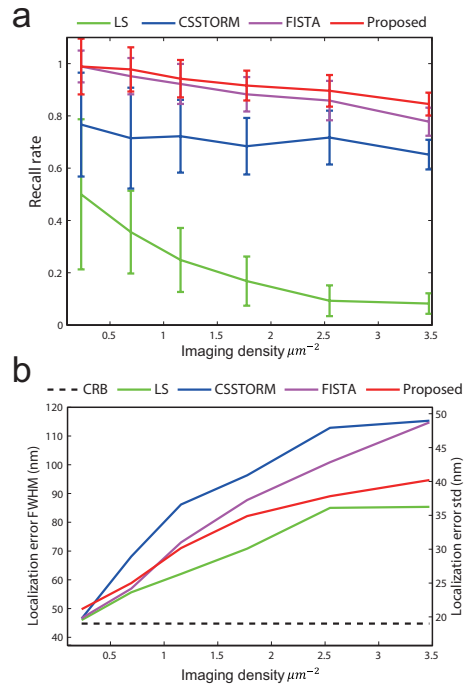 a
LS CSSTORM FISTA Proposed
1
0.8
0.6
0.4
0.2
0
Recall rate
0.5 1 1.5 2 2.5 3 3.5
Imaging density μm⁻²
b
CRB LS CSSTORM FISTA Proposed
120
110
100
90
80
70
60
50
40
Localization error FWHM (nm)
50
45
40
35
30
25
20
Localization error std (nm)
0.5 1 1.5 2 2.5 3 3.5
Imaging density μm⁻²